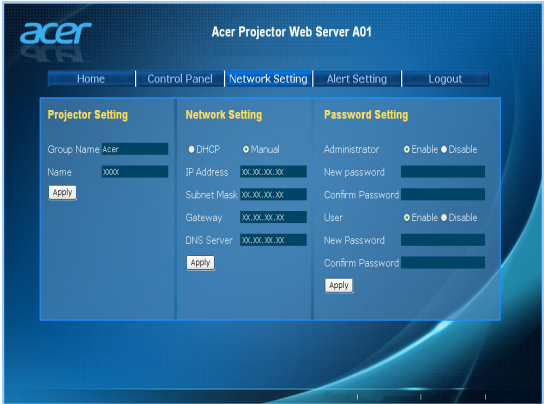 acer
Acer Projector Web Server A01
Home Control Panel Network Setting Alert Setting Logout
Projector Setting
Group Name Acer
Name XXXX
Apply
Network Setting
DHCP Manual
IP Address XX.XX.XX.XX
Subnet Mask XX.XX.XX.XX
Gateway XX.XX.XX.XX
DNS Server XX.XX.XX.XX
Apply
Password Setting
Administrator Enable Disable
New password
Confirm Password
User Enable Disable
New Password
Confirm Password
Apply